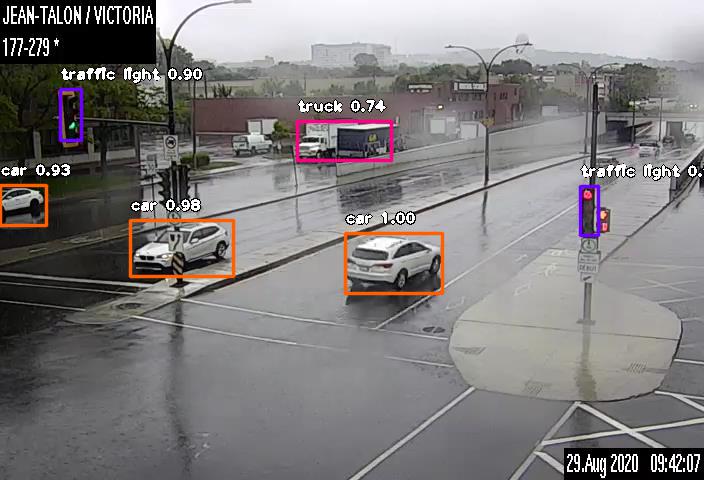 JEAN-TALON / VICTORIA
177-279 *
traffic light 0.90
truck 0.74
car 0.93
traffic light 0.
car 0.98
car 1.00
DÉBUT
29.Aug 2020 09:42:07